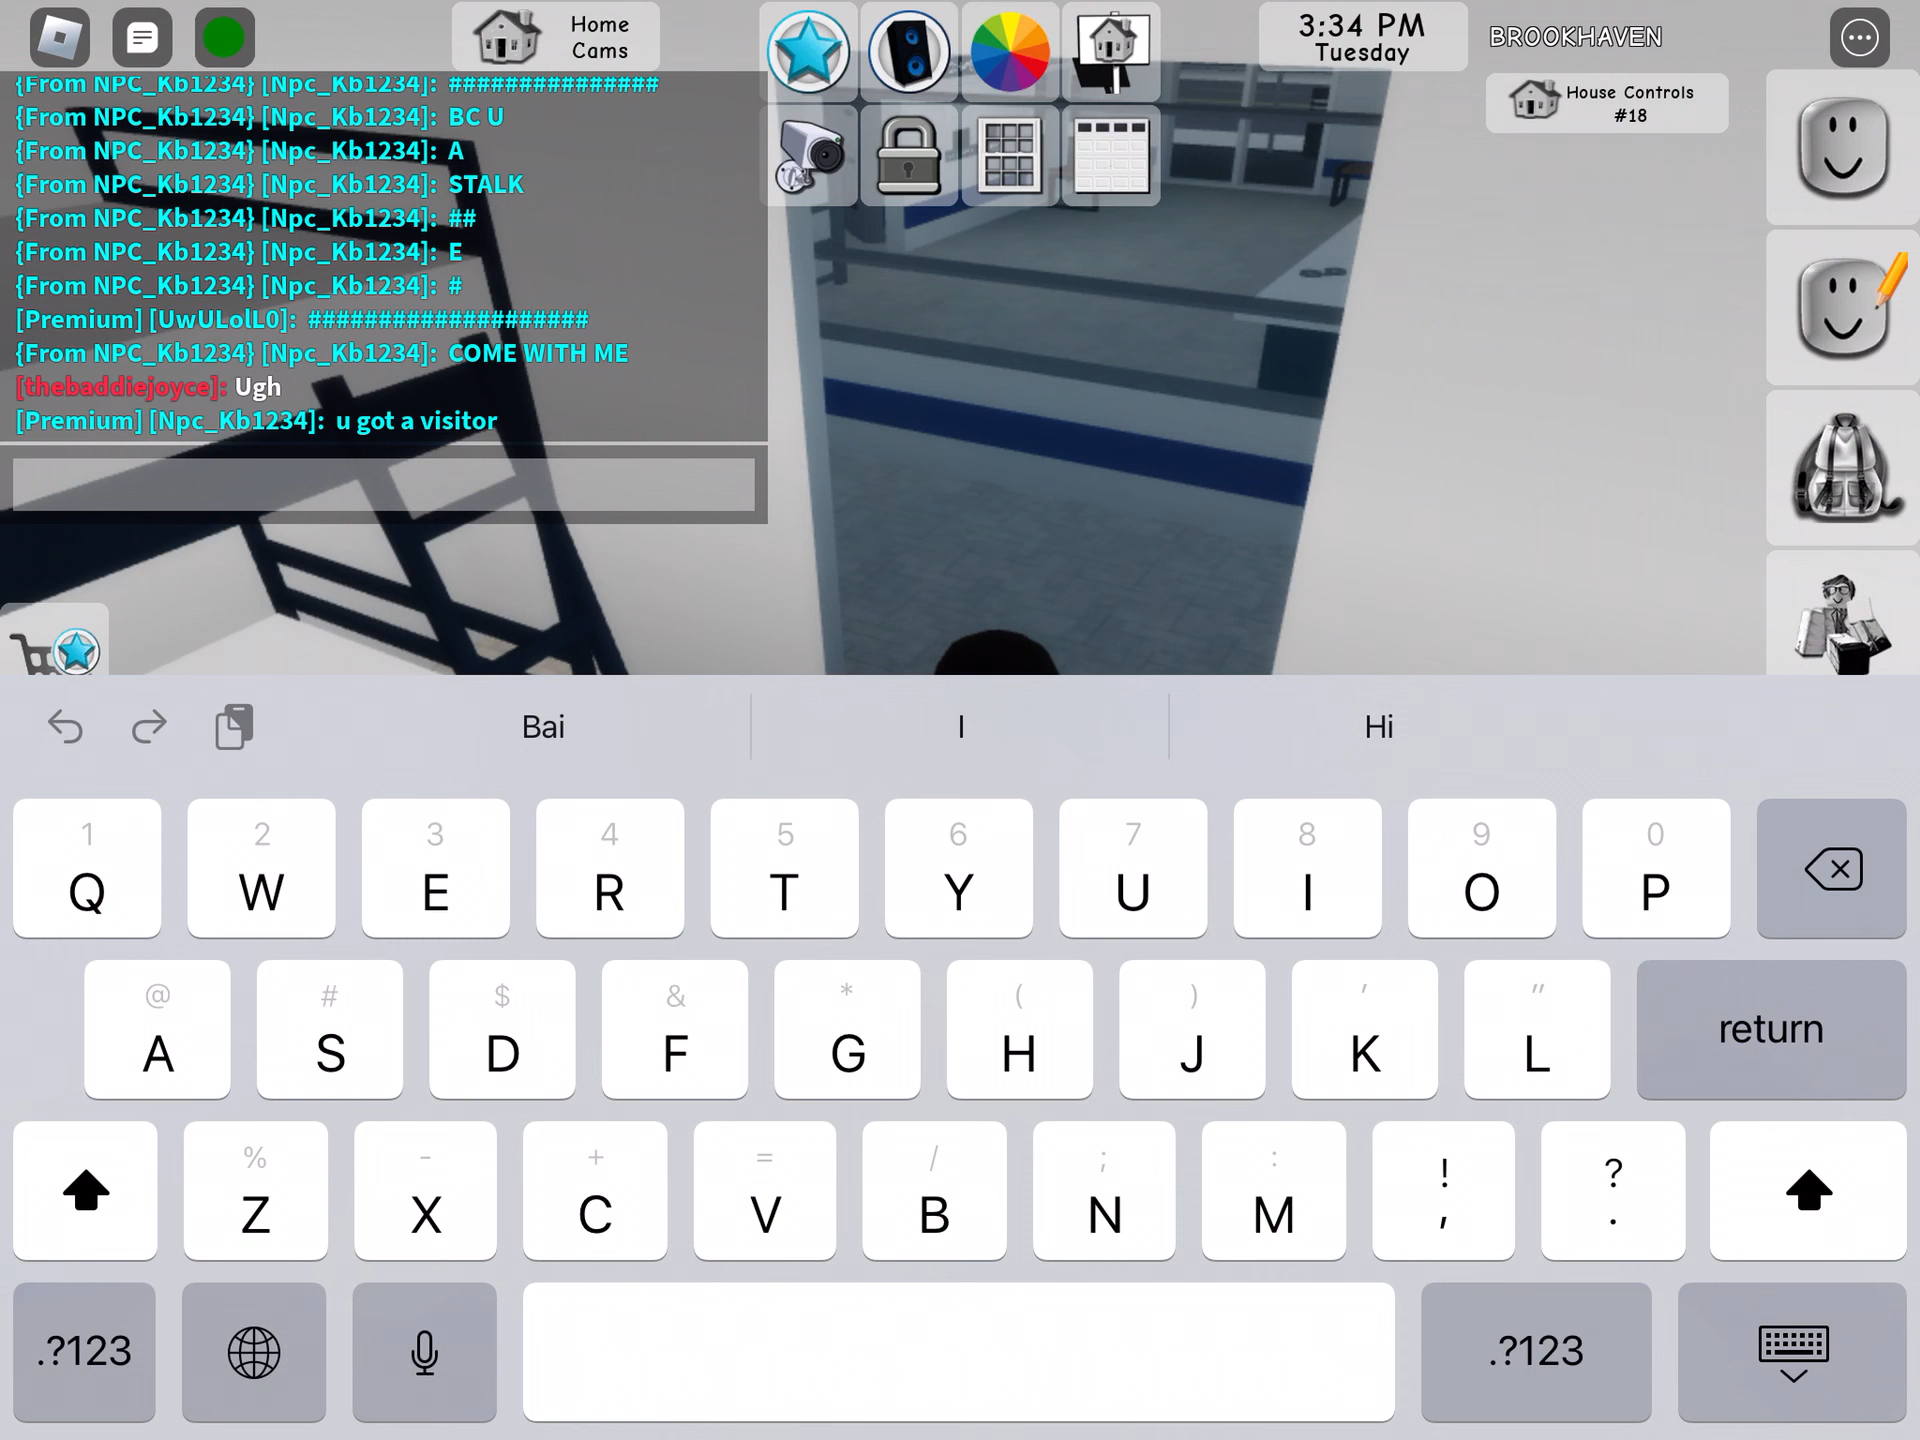 Home
Cams
3:34 PM
Tuesday
BROOKHAVEN
House Controls
#18
{From NPC_Kb1234} [Npc_Kb1234]: ###############
{From NPC_Kb1234} [Npc_Kb1234]: BC U
{From NPC_Kb1234} [Npc_Kb1234]: A
{From NPC_Kb1234} [Npc_Kb1234]: STALK
{From NPC_Kb1234} [Npc_Kb1234]: ##
{From NPC_Kb1234} [Npc_Kb1234]: E
{From NPC_Kb1234} [Npc_Kb1234]: #
[Premium] [UwULolL0]: ####################
{From NPC_Kb1234} [Npc_Kb1234]: COME WITH ME
[thebaddiejoyce]: Ugh
[Premium] [Npc_Kb1234]: u got a visitor
Bai I Hi
1 2 3 4 5 6 7 8 9 0
Q W E R T Y U I O P
@ # $ & * ( ) ' "
A S D F G H J K L return
% - + = / ; : ! ?
Z X C V B N M , .
.?123 .?123